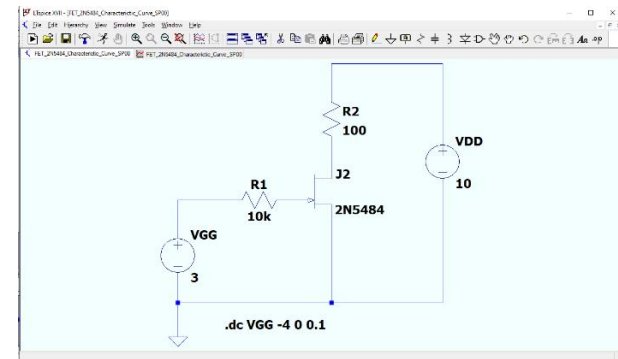 LTspice XVII - [FET_2N5484_Characteristic_Curve_SP00]
File Edit Hierarchy View Simulate Tools Window Help
FET_2N5484_Characteristic_Curve_SP00 FET_2N5484_Characteristic_Curve_SP00
R2
100
VDD
J2
10
R1
2N5484
10k
VGG
3
.dc VGG -4 0 0.1